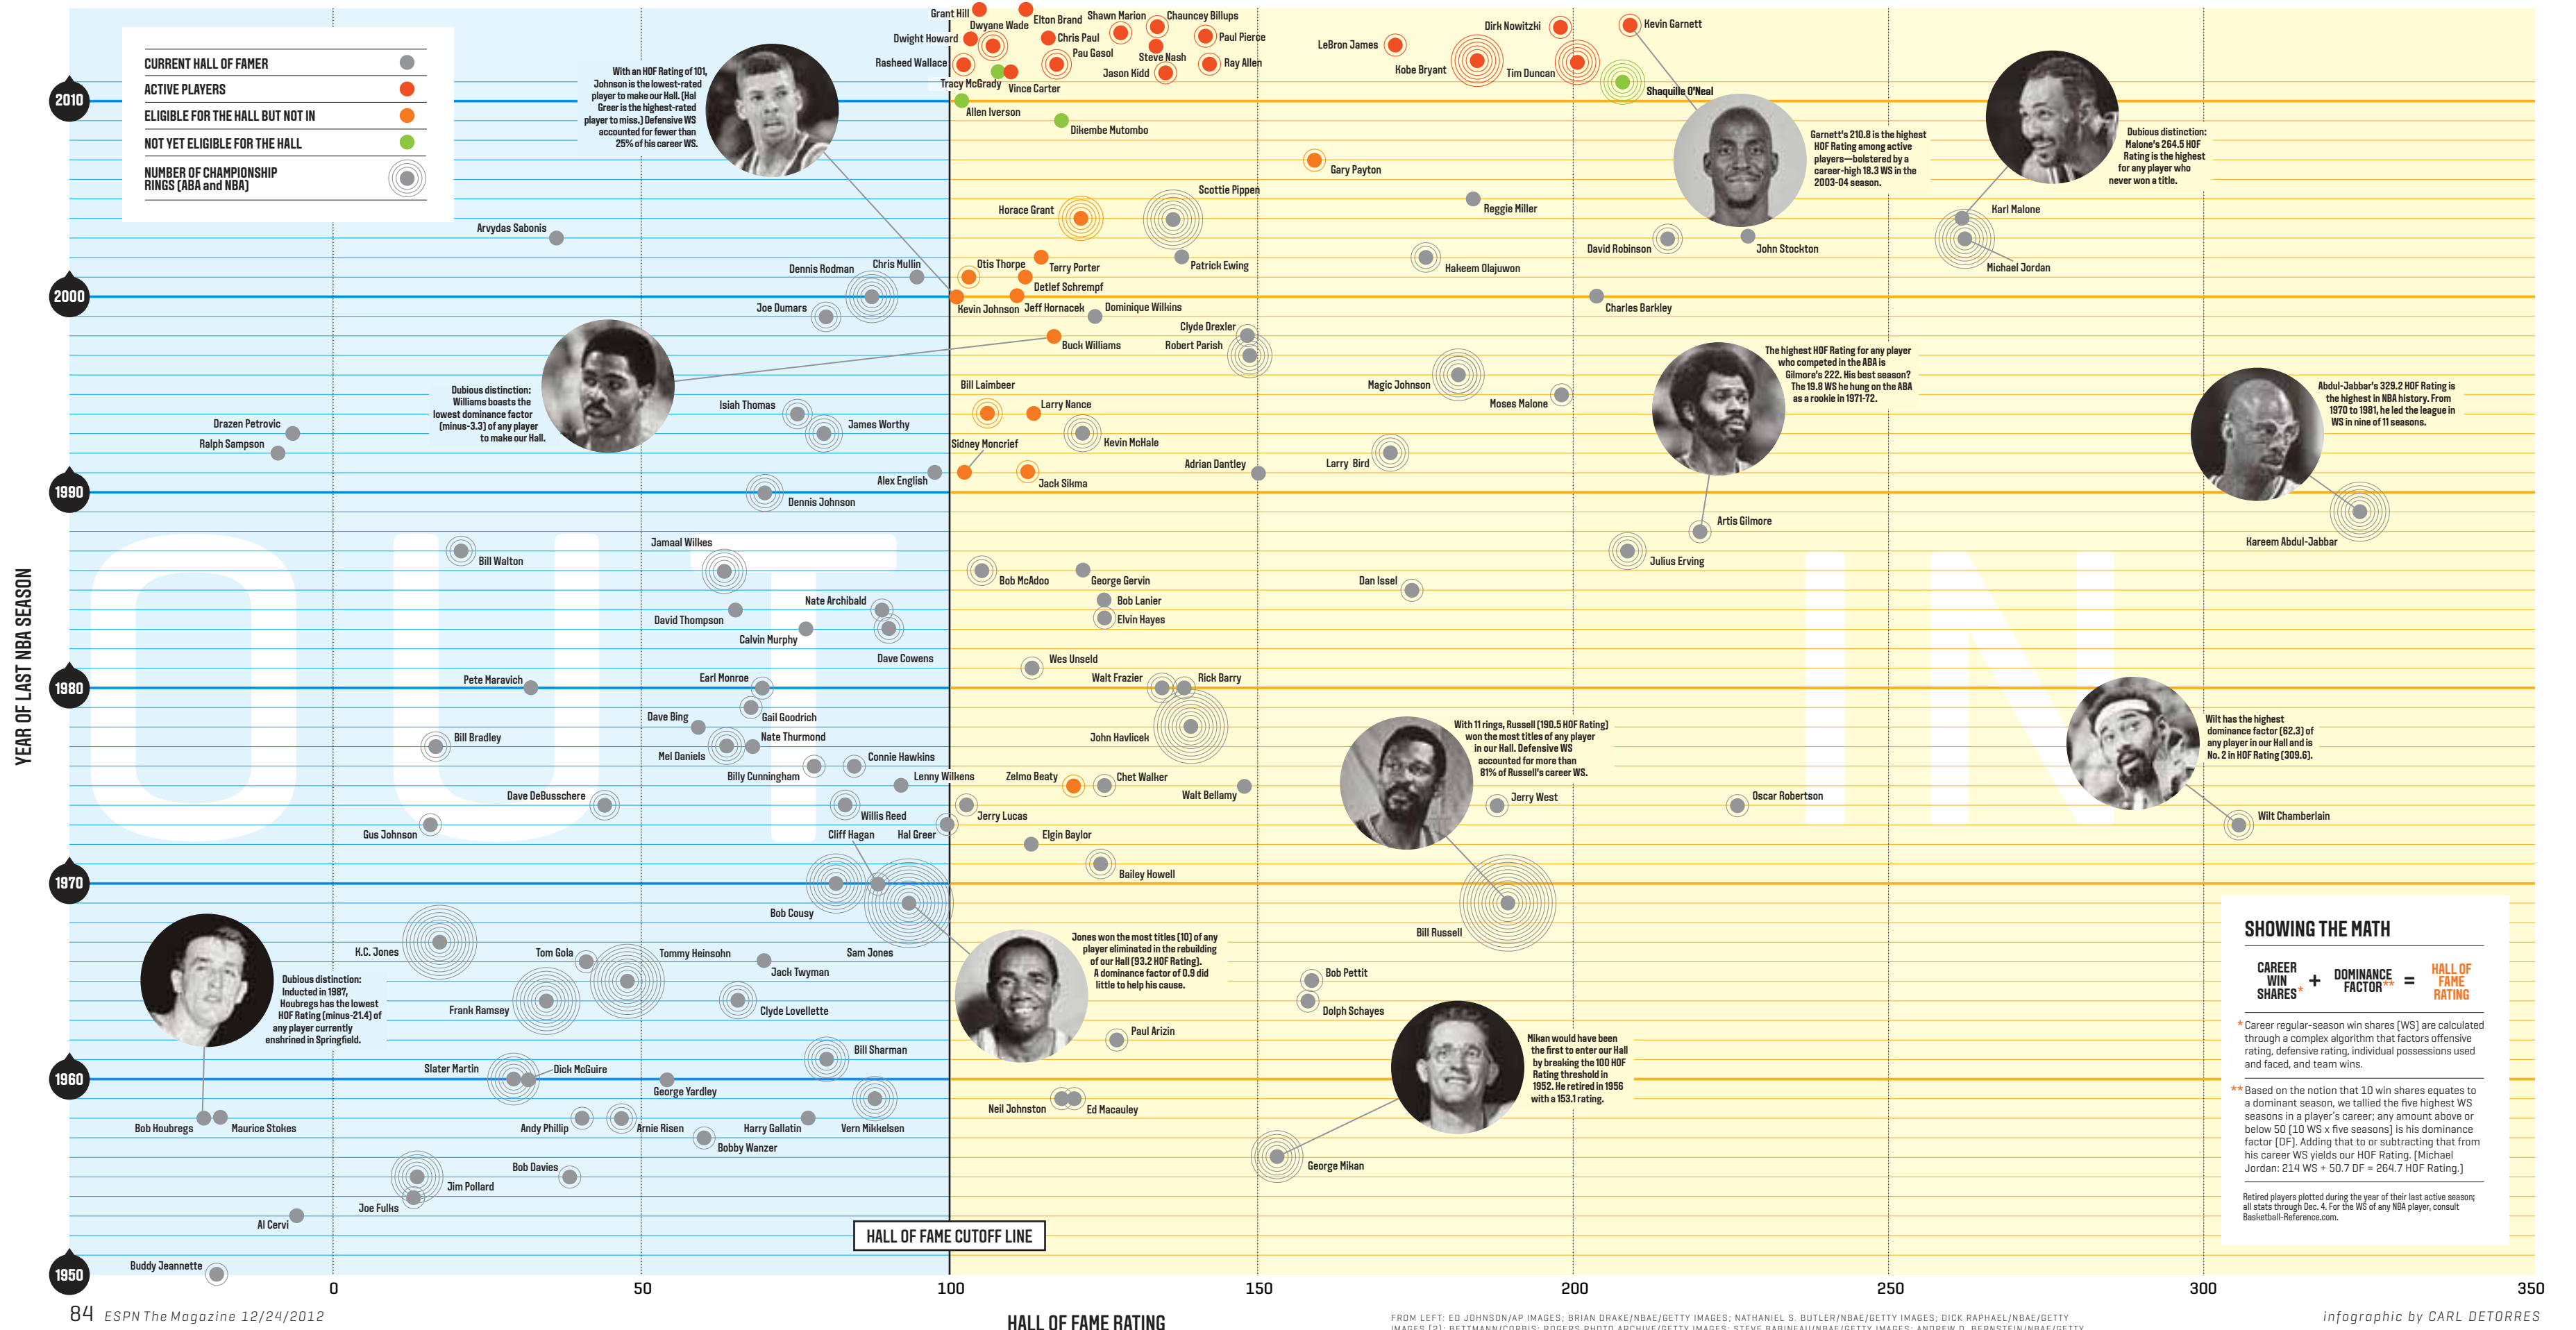 CURRENT HALL OF FAMER
ACTIVE PLAYERS
ELIGIBLE FOR THE HALL BUT NOT IN
NOT YET ELIGIBLE FOR THE HALL
NUMBER OF CHAMPIONSHIP
RINGS (ABA and NBA)
Grant Hill
Elton Brand
Shawn Marion
Chauncey Billups
Dwyane Wade
Dwight Howard
Chris Paul
Paul Pierce
Pau Gasol
Steve Nash
Rasheed Wallace
Jason Kidd
Ray Allen
Tracy McGrady
Vince Carter
LeBron James
Dirk Nowitzki
Kevin Garnett
Kobe Bryant
Tim Duncan
Shaquille O'Neal
2010
Allen Iverson
Dikembe Mutombo
With an HOF Rating of 101,
Johnson is the lowest-rated
player to make our Hall. (Hal
Greer is the highest-rated
player to miss.) Defensive WS
accounted for fewer than
25% of his career WS.
Garnett's 210.8 is the highest
HOF Rating among active
players—bolstered by a
career-high 18.3 WS in the
2003-04 season.
Dubious distinction:
Malone's 264.5 HOF
Rating is the highest
for any player who
never won a title.
Gary Payton
Scottie Pippen
Horace Grant
Reggie Miller
Karl Malone
Arvydas Sabonis
David Robinson
John Stockton
Michael Jordan
Patrick Ewing
Hakeem Olajuwon
Dennis Rodman
Chris Mullin
Otis Thorpe
Terry Porter
Detlef Schrempf
2000
Joe Dumars
Kevin Johnson
Jeff Hornacek
Dominique Wilkins
Charles Barkley
Clyde Drexler
Buck Williams
Robert Parish
Magic Johnson
Moses Malone
The highest HOF Rating for any player
who competed in the ABA is
Gilmore's 222. His best season?
The 19.8 WS he hung on the ABA
as a rookie in 1971-72.
Abdul-Jabbar's 329.2 HOF Rating is
the highest in NBA history. From
1970 to 1981, he led the league in
WS in nine of 11 seasons.
Dubious distinction:
Williams boasts the
lowest dominance factor
(minus-3.3) of any player
to make our Hall.
Bill Laimbeer
Isiah Thomas
Larry Nance
Drazen Petrovic
James Worthy
Kevin McHale
Ralph Sampson
Sidney Moncrief
Larry Bird
Alex English
Jack Sikma
Adrian Dantley
1990
Dennis Johnson
Artis Gilmore
Kareem Abdul-Jabbar
OUT
IN
Bill Walton
Julius Erving
Jamaal Wilkes
Bob McAdoo
George Gervin
Dan Issel
Nate Archibald
David Thompson
Bob Lanier
Elvin Hayes
Calvin Murphy
Dave Cowens
Wes Unseld
YEAR OF LAST NBA SEASON
1980
Pete Maravich
Earl Monroe
Walt Frazier
Rick Barry
Gail Goodrich
Dave Bing
John Havlicek
Bill Bradley
Mel Daniels
Nate Thurmond
Billy Cunningham
Connie Hawkins
Lenny Wilkens
Zelmo Beaty
Chet Walker
Walt Bellamy
With 11 rings, Russell (190.5 HOF Rating)
won the most titles of any player
in our Hall. Defensive WS
accounted for more than
81% of Russell's career WS.
Wilt has the highest
dominance factor (62.3) of
any player in our Hall and is
No. 2 in HOF Rating (309.6).
Dave DeBusschere
Willis Reed
Jerry Lucas
Jerry West
Oscar Robertson
Gus Johnson
Cliff Hagan
Hal Greer
Elgin Baylor
Wilt Chamberlain
Bailey Howell
1970
Bob Cousy
Sam Jones
Bill Russell
K.C. Jones
Tom Gola
Tommy Heinsohn
Jack Twyman
Frank Ramsey
Clyde Lovellette
Jones won the most titles (10) of any
player eliminated in the rebuilding
of our Hall (93.2 HOF Rating).
A dominance factor of 0.9 did
little to help his cause.
Bob Pettit
Dolph Schayes
Paul Arizin
Dubious distinction:
Inducted in 1987,
Houbregs has the lowest
HOF Rating (minus-21.4) of
any player currently
enshrined in Springfield.
Mikan would have been
the first to enter our Hall
by breaking the 100 HOF
Rating threshold in
1952. He retired in 1956
with a 153.1 rating.
Bill Sharman
1960
Slater Martin
Dick McGuire
George Yardley
Neil Johnston
Ed Macauley
Bob Houbregs
Maurice Stokes
Andy Phillip
Arnie Risen
Harry Gallatin
Vern Mikkelsen
Bobby Wanzer
George Mikan
Bob Davies
Jim Pollard
Joe Fulks
Al Cervi
HALL OF FAME CUTOFF LINE
1950
Buddy Jeannette
SHOWING THE MATH
CAREER WIN SHARES* + DOMINANCE FACTOR** = HALL OF FAME RATING
*Career regular-season win shares (WS) are calculated
through a complex algorithm that factors offensive
rating, defensive rating, individual possessions used
and faced, and team wins.
**Based on the notion that 10 win shares equates to
a dominant season, we tallied the five highest WS
seasons in a player's career; any amount above or
below 50 (10 WS x five seasons) is his dominance
factor (DF). Adding that to or subtracting that from
his career WS yields our HOF Rating. (Michael
Jordan: 214 WS + 50.7 DF = 264.7 HOF Rating.)
Retired players plotted during the year of their last active season;
all stats through Dec. 4. For the WS of any NBA player, consult
Basketball-Reference.com.
0 50 100 150 200 250 300 350
HALL OF FAME RATING
84 ESPN The Magazine 12/24/2012
FROM LEFT: ED JOHNSON/AP IMAGES; BRIAN DRAKE/NBAE/GETTY IMAGES; NATHANIEL S. BUTLER/NBAE/GETTY IMAGES; DICK RAPHAEL/NBAE/GETTY
infographic by CARL DETORRES